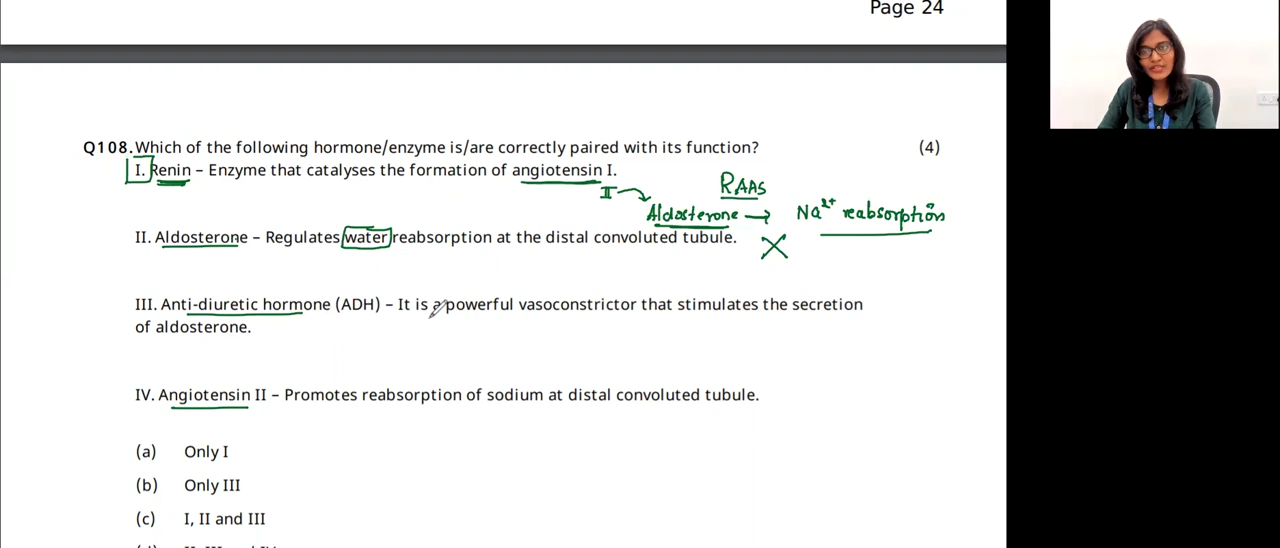 Page 24
Q108. Which of the following hormone/enzyme is/are correctly paired with its function? (4)
I. Renin – Enzyme that catalyses the formation of angiotensin I.
RAAS
II
Aldosterone → Na²⁺ reabsorption
II. Aldosterone – Regulates water reabsorption at the distal convoluted tubule. ✗
III. Anti-diuretic hormone (ADH) – It is a powerful vasoconstrictor that stimulates the secretion
of aldosterone.
IV. Angiotensin II – Promotes reabsorption of sodium at distal convoluted tubule.
(a) Only I
(b) Only III
(c) I, II and III